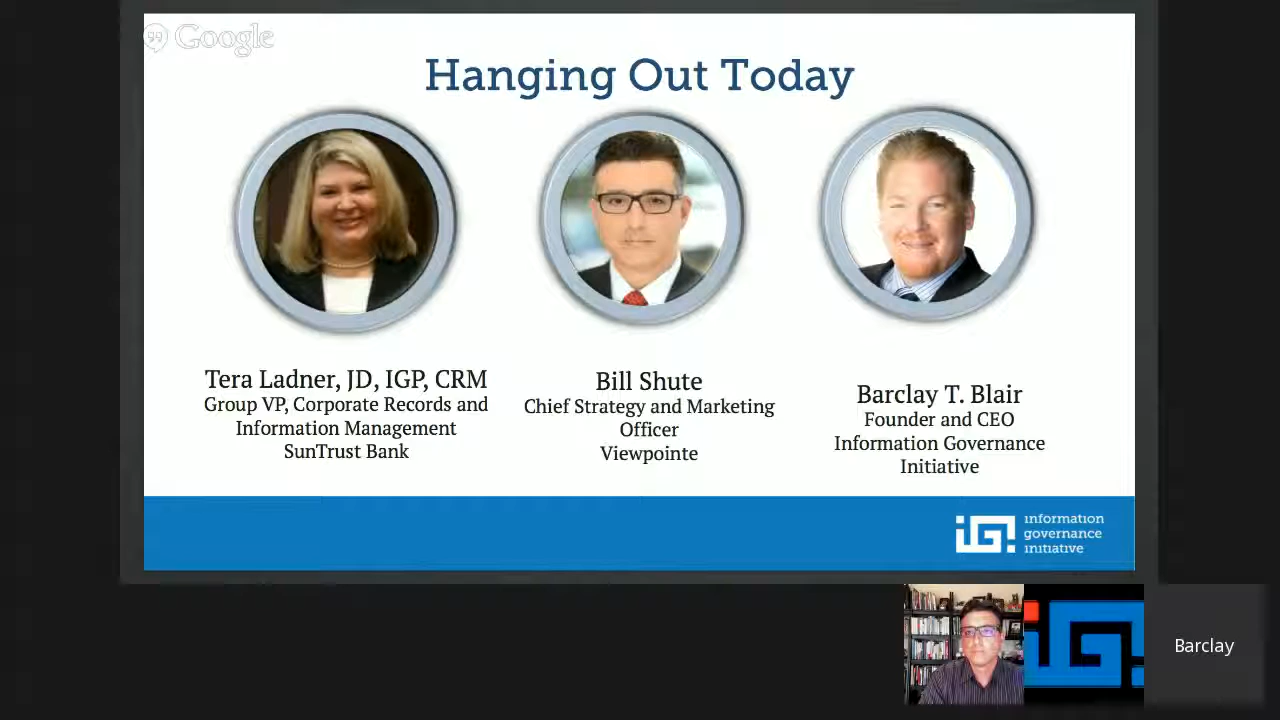 Google
Hanging Out Today
Tera Ladner, JD, IGP, CRM
Group VP, Corporate Records and
Information Management
SunTrust Bank
Bill Shute
Chief Strategy and Marketing
Officer
Viewpointe
Barclay T. Blair
Founder and CEO
Information Governance
Initiative
iG!
information
governance
initiative
iG!
Barclay